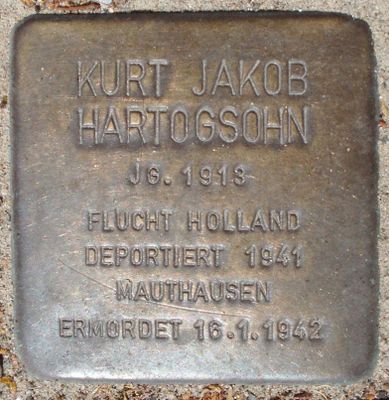 KURT JAKOB
HARTOGSOHN
JG. 1913
FLUCHT HOLLAND
DEPORTIERT 1941
MAUTHAUSEN
ERMORDET 16.1.1942